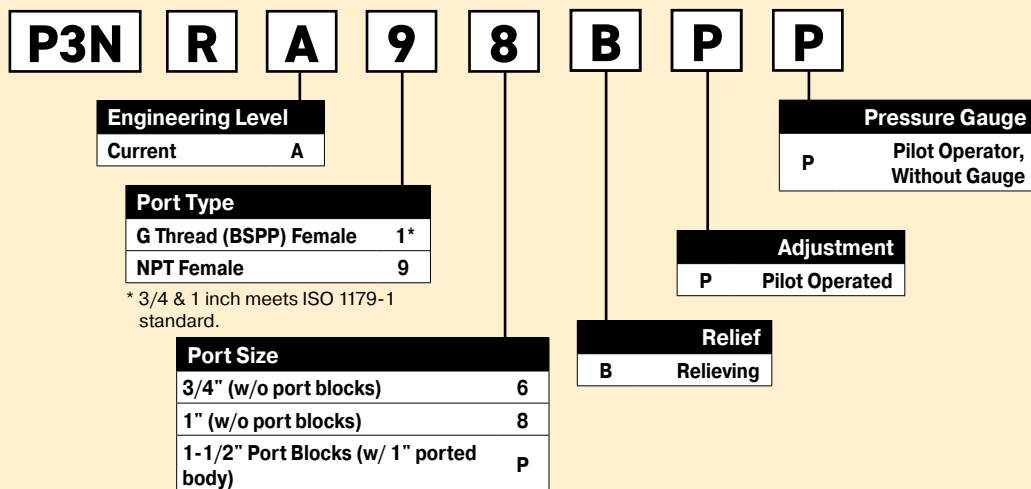 P3N R A 9 8 B P P
Engineering Level
Current A
Port Type
G Thread (BSPP) Female 1*
NPT Female 9
* 3/4 & 1 inch meets ISO 1179-1
standard.
Port Size
3/4" (w/o port blocks) 6
1" (w/o port blocks) 8
1-1/2" Port Blocks (w/ 1" ported
body) P
Relief
B Relieving
Adjustment
P Pilot Operated
Pressure Gauge
P Pilot Operator,
Without Gauge